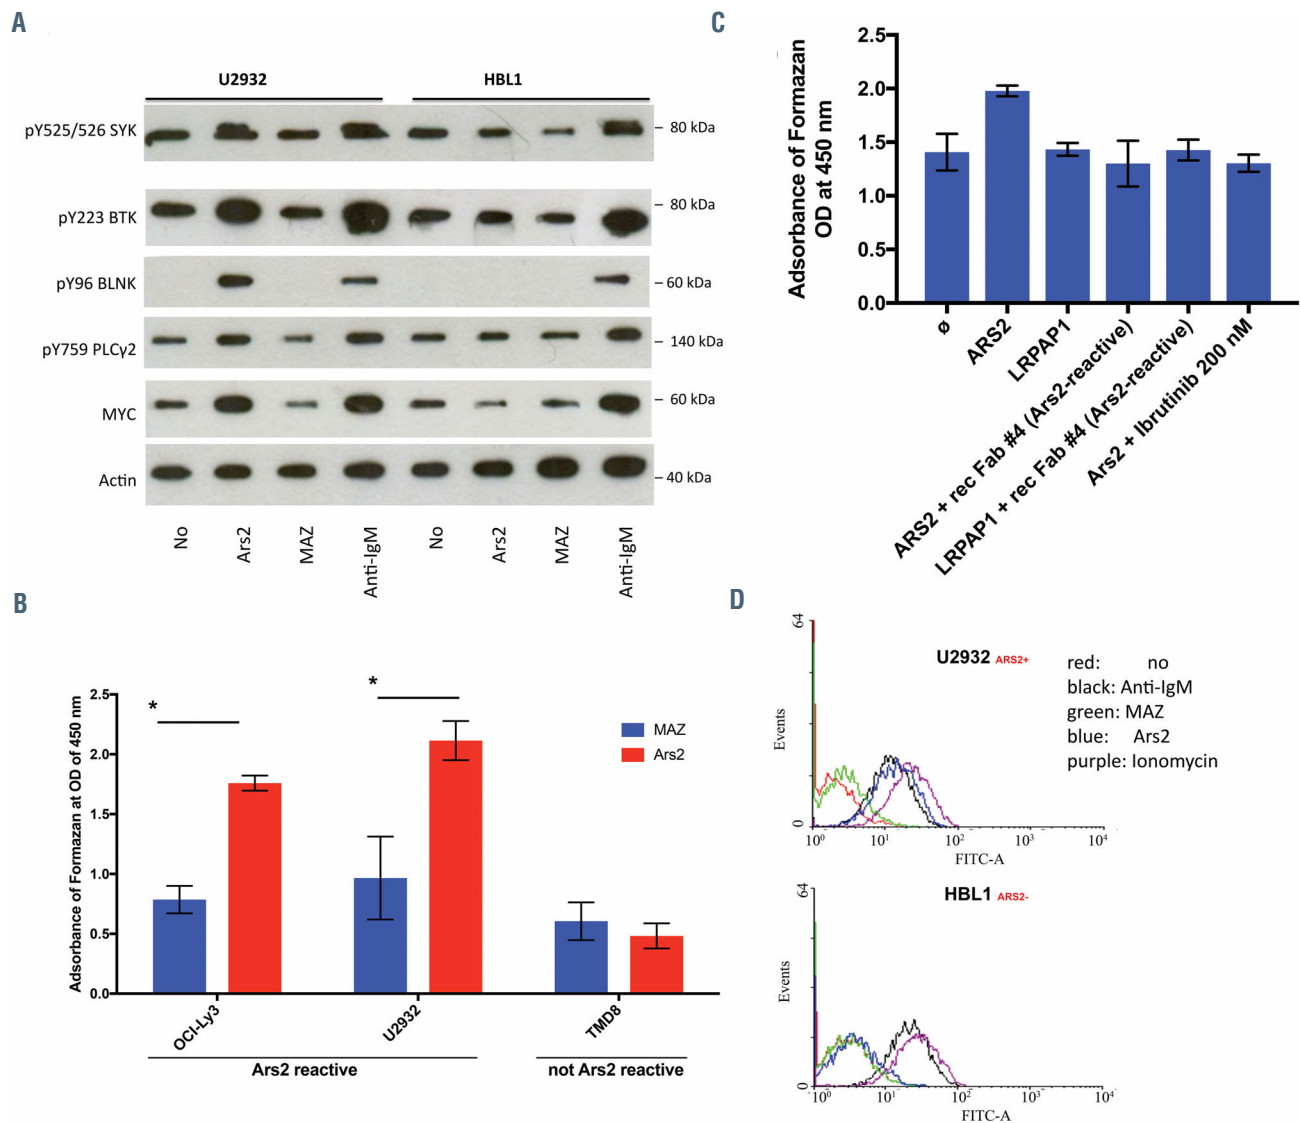 A
U2932
HBL1
pY525/526 SYK
– 80 kDa
pY223 BTK
– 80 kDa
pY96 BLNK
– 60 kDa
pY759 PLCγ2
– 140 kDa
MYC
– 60 kDa
Actin
– 40 kDa
No
Ars2
MAZ
Anti-IgM
No
Ars2
MAZ
Anti-IgM
C
Adsorbance of Formazan
OD at 450 nm
2.5
2.0
1.5
1.0
0.5
0.0
ø
ARS2
LRPAP1
ARS2 + rec Fab #4 (Ars2-reactive)
LRPAP1 + rec Fab #4 (Ars2-reactive)
Ars2 + Ibrutinib 200 nM
B
Adsorbance of Formazan at OD of 450 nm
2.5
2.0
1.5
1.0
0.5
0.0
*
*
MAZ
Ars2
OCI-Ly3
U2932
TMD8
Ars2 reactive
not Ars2 reactive
D
64
Events
0
U2932 ARS2+
10⁰ 10¹ 10² 10³ 10⁴
FITC-A
red: no
black: Anti-IgM
green: MAZ
blue: Ars2
purple: Ionomycin
64
Events
0
HBL1 ARS2-
10⁰ 10¹ 10² 10³ 10⁴
FITC-A